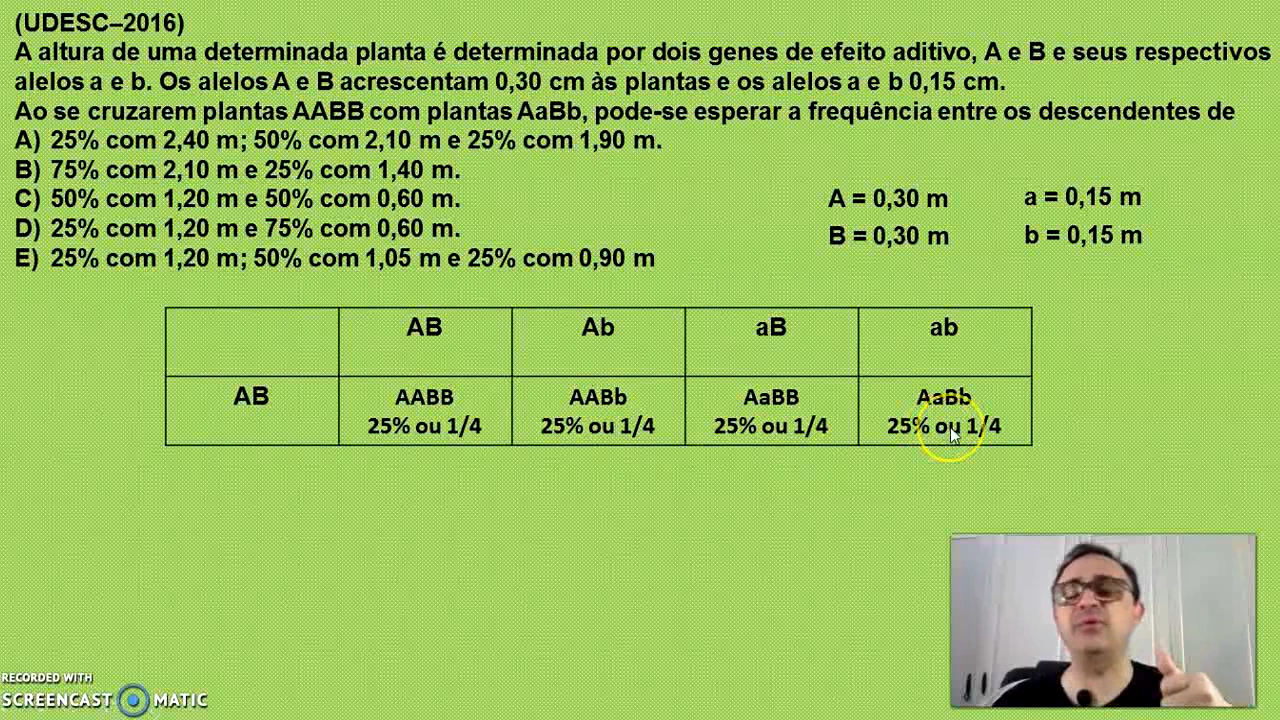 (UDESC–2016)
A altura de uma determinada planta é determinada por dois genes de efeito aditivo, A e B e seus respectivos
alelos a e b. Os alelos A e B acrescentam 0,30 cm às plantas e os alelos a e b 0,15 cm.
Ao se cruzarem plantas AABB com plantas AaBb, pode-se esperar a frequência entre os descendentes de
A) 25% com 2,40 m; 50% com 2,10 m e 25% com 1,90 m.
B) 75% com 2,10 m e 25% com 1,40 m.
C) 50% com 1,20 m e 50% com 0,60 m.
D) 25% com 1,20 m e 75% com 0,60 m.
E) 25% com 1,20 m; 50% com 1,05 m e 25% com 0,90 m
A = 0,30 m a = 0,15 m
B = 0,30 m b = 0,15 m
AB Ab aB ab
AB AABB AABb AaBB AaBb
25% ou 1/4 25% ou 1/4 25% ou 1/4 25% ou 1/4
RECORDED WITH
SCREENCAST MATIC